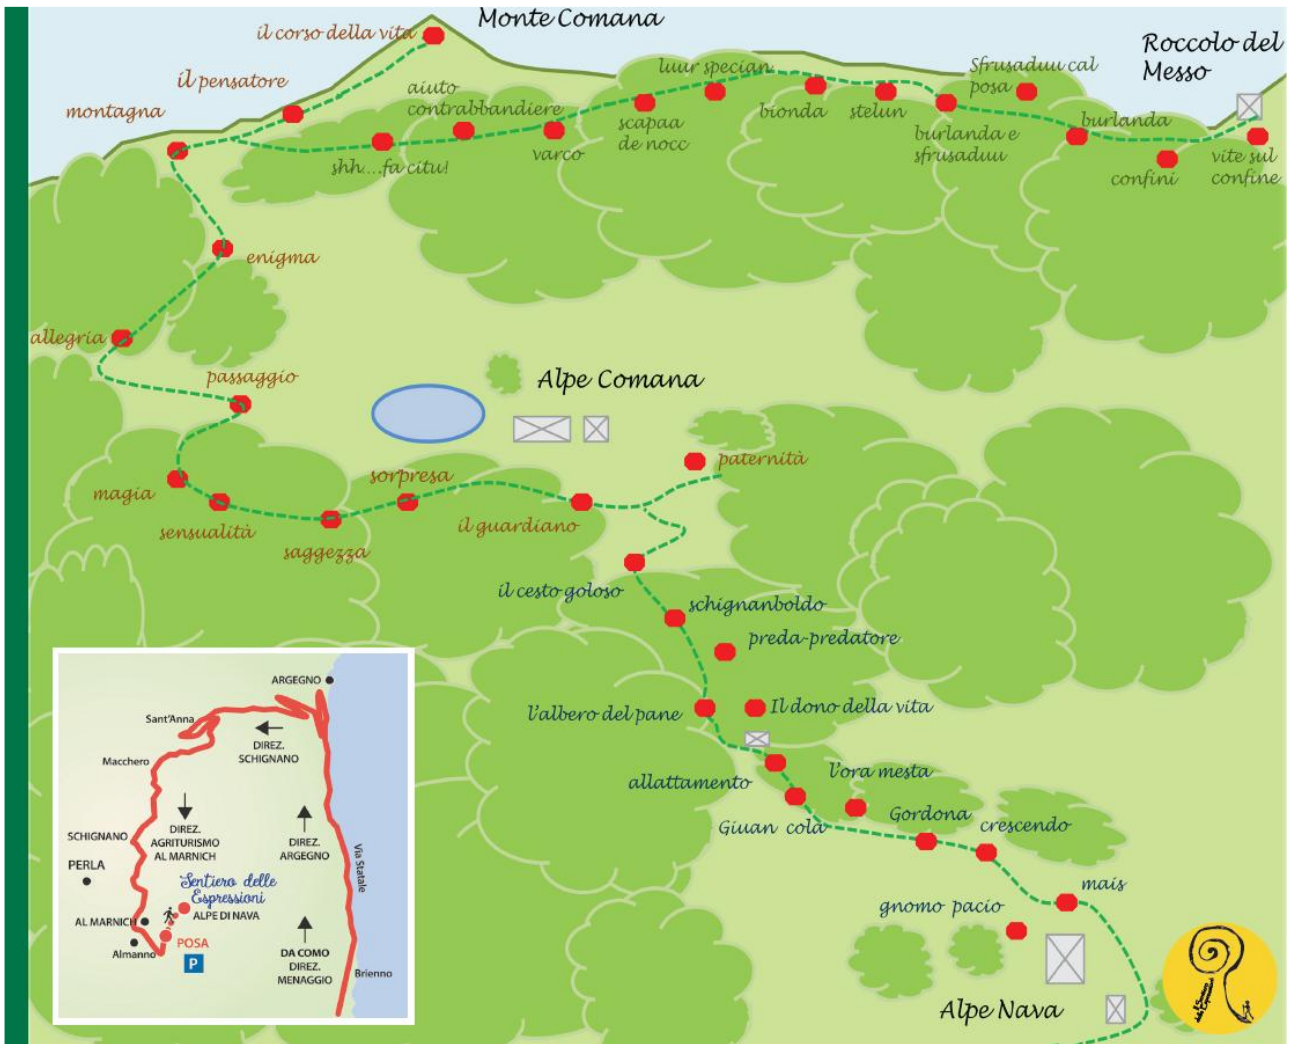 Monte Comana
il corso della vita
Roccolo del
Messo
il pensatore
montagna
aiuto
contrabbandiere
luur specian
Sfrusaduu cal
posa
shh....fa citu!
varco
scapaa
de nocc
bionda
stelun
burlanda e
sfrusaduu
burlanda
confini
vite sul
confine
enigma
allegria
passaggio
Alpe Comana
magia
sensualità
saggezza
sorpresa
il guardiano
paternità
il cesto goloso
schignanboldo
preda-predatore
l'albero del pane
Il dono della vita
allattamento
l'ora mesta
Giuan cola
Gordona
crescendo
mais
gnomo pacio
Alpe Nava
ARGEGNO
Sant'Anna
DIREZ.
SCHIGNANO
Macchero
SCHIGNANO
DIREZ.
AGRITURISMO
AL MARNICH
DIREZ.
ARGEGNO
Via Statale
PERLA
Sentiero delle
Espressioni
ALPE DI NAVA
AL MARNICH
Almanno
POSA
P
DA COMO
DIREZ.
MENAGGIO
Brienno